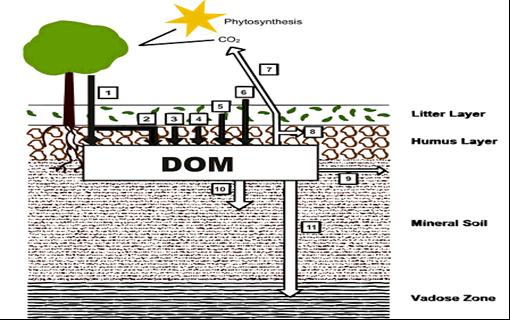 Phytosynthesis
CO₂
7
1
6
5
2
3
4
Litter Layer
8
Humus Layer
DOM
9
10
Mineral Soil
11
Vadose Zone